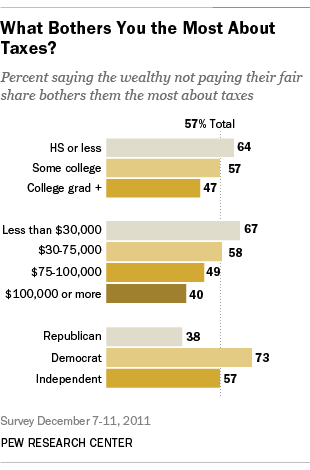 What Bothers You the Most About
Taxes?
Percent saying the wealthy not paying their fair
share bothers them the most about taxes
57% Total
HS or less 64
Some college 57
College grad + 47
Less than $30,000 67
$30-75,000 58
$75-100,000 49
$100,000 or more 40
Republican 38
Democrat 73
Independent 57
Survey December 7-11, 2011
PEW RESEARCH CENTER